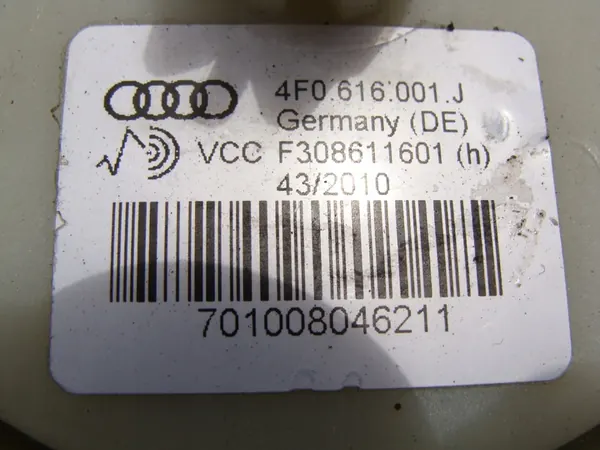 4F0.616.001.J
Germany (DE)
VCC F308611601 (h)
43/2010
701008046211